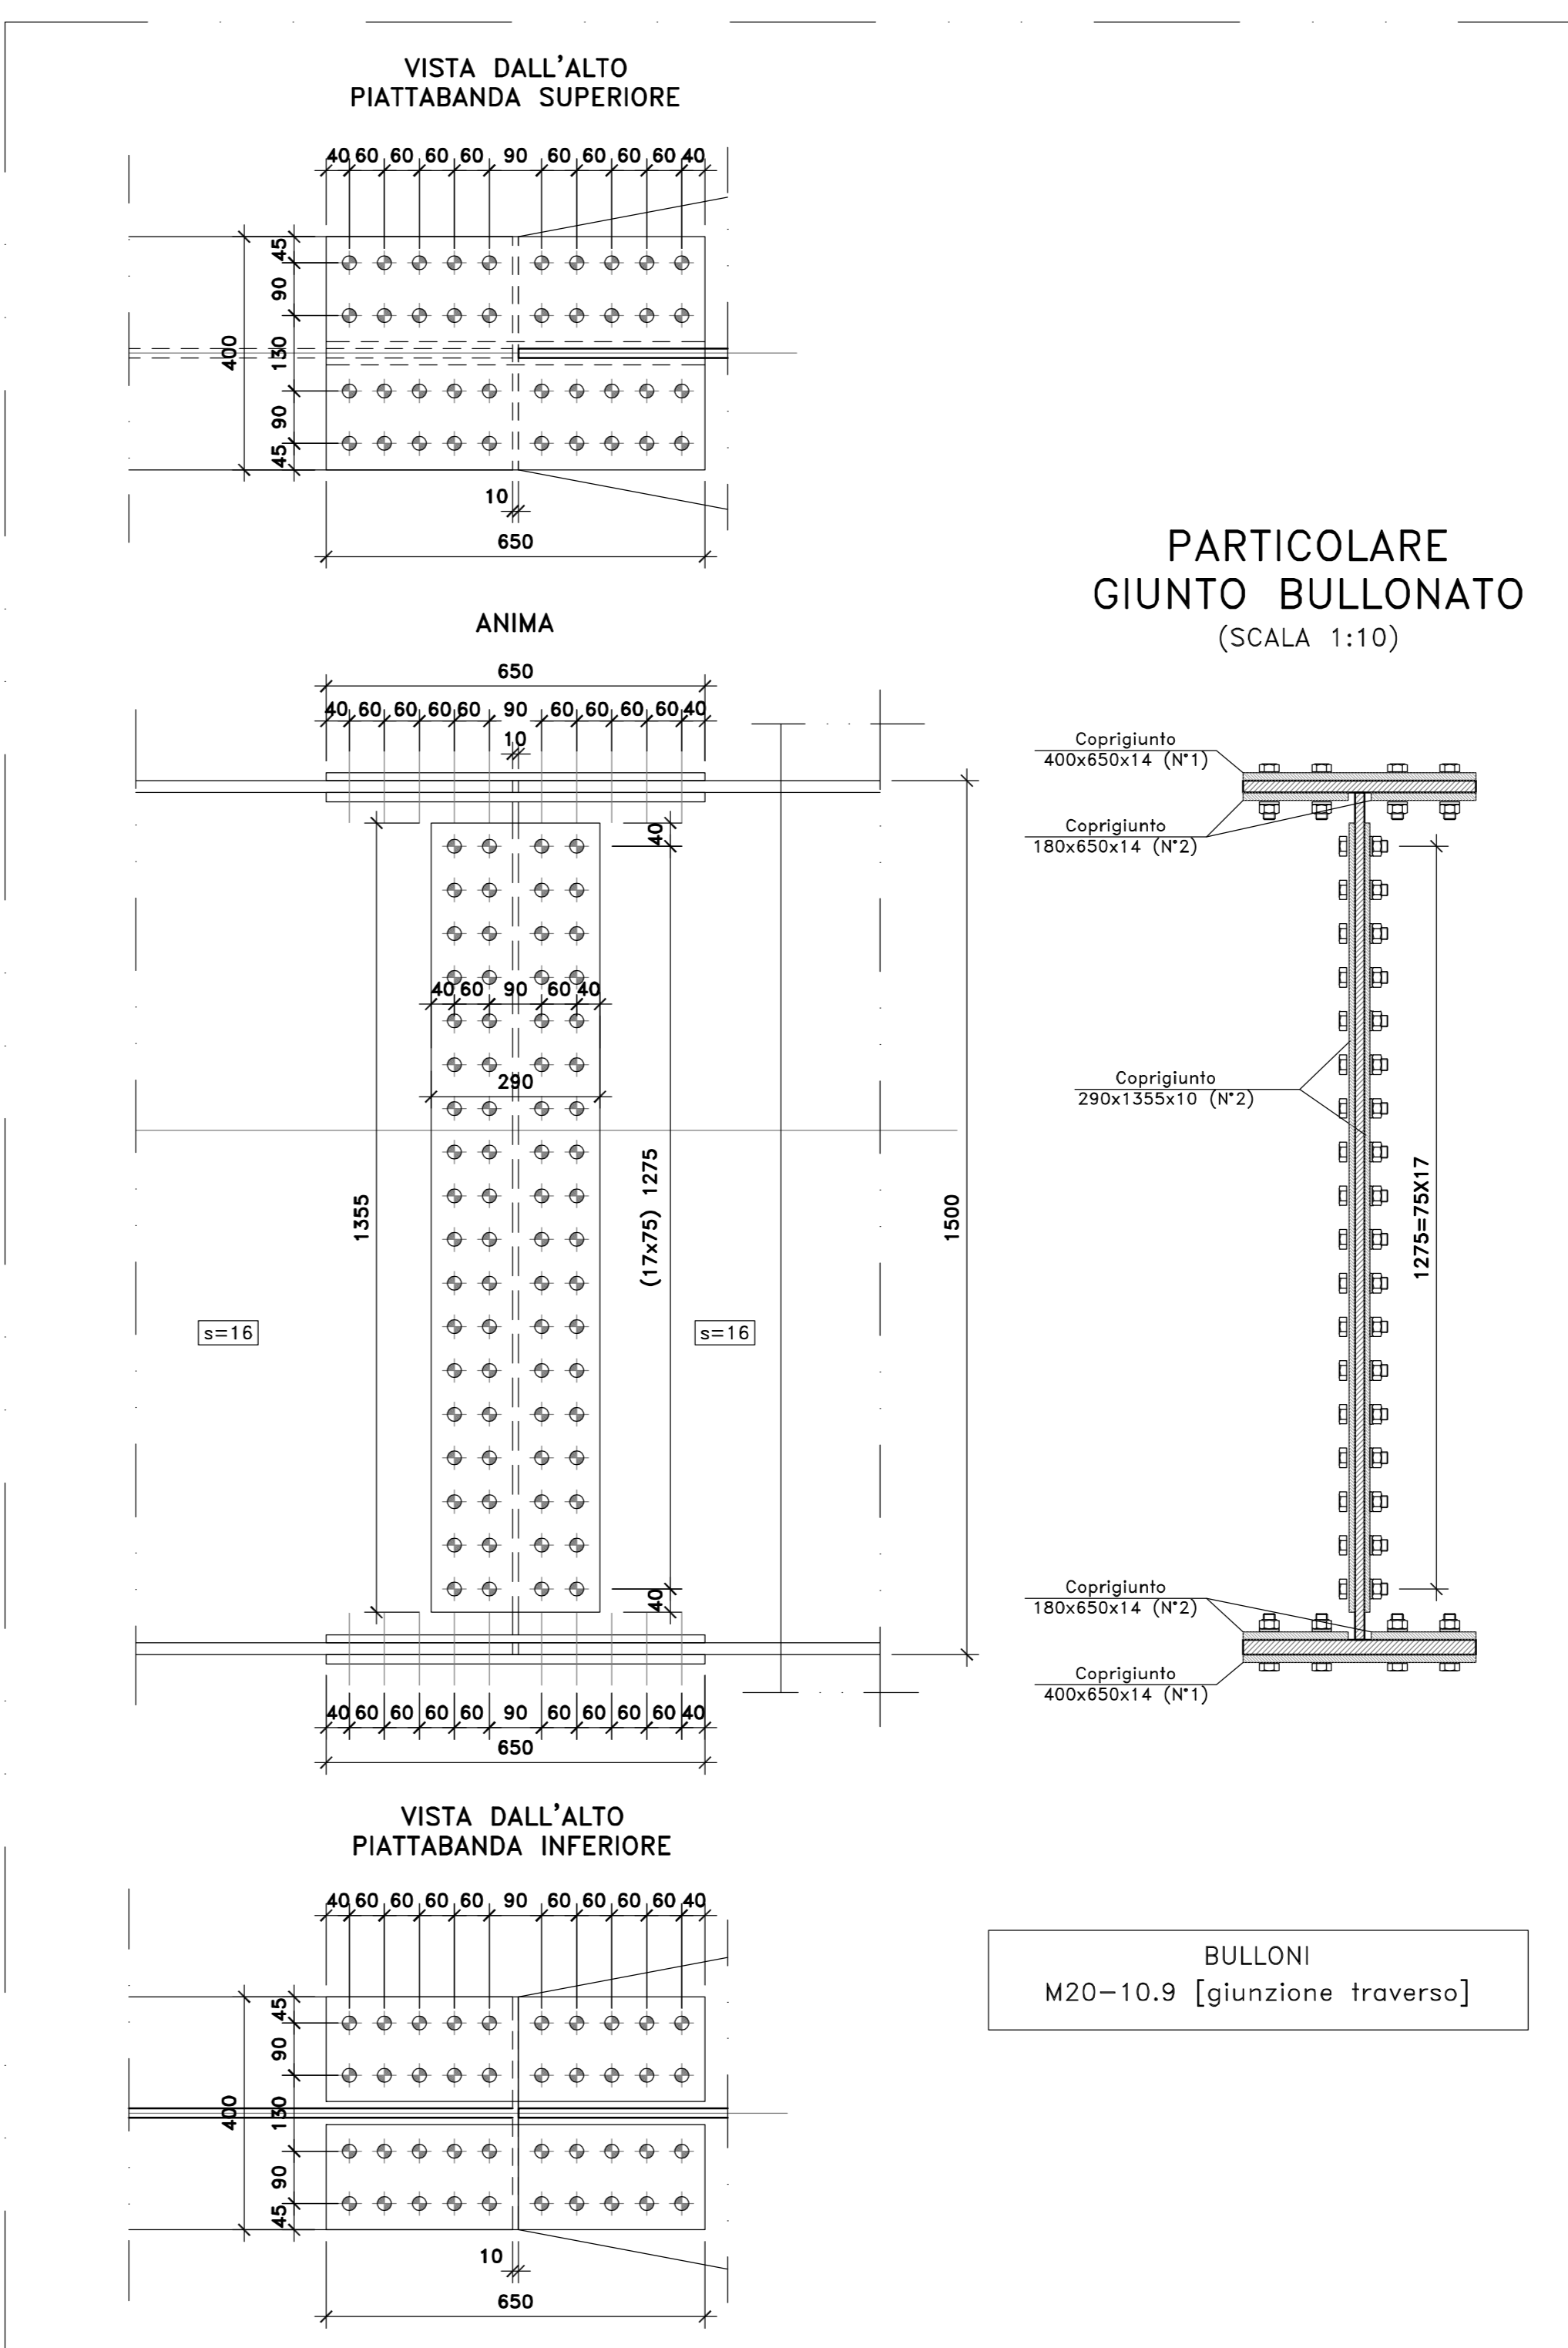 VISTA DALL'ALTO
PIATTABANDA SUPERIORE
40 60 60 60 60 90 60 60 60 60 40
45
90
130
90
45
400
10
650
PARTICOLARE
GIUNTO BULLONATO
(SCALA 1:10)
ANIMA
650
40 60 60 60 60 90 60 60 60 60 40
10
Coprigiunto
400x650x14 (N°1)
Coprigiunto
180x650x14 (N°2)
40
40 60 90 60 40
290
Coprigiunto
290x1355x10 (N°2)
1355
(17x75) 1275
1500
1275=75X17
s=16
s=16
40
Coprigiunto
180x650x14 (N°2)
Coprigiunto
400x650x14 (N°1)
40 60 60 60 60 90 60 60 60 60 40
650
VISTA DALL'ALTO
PIATTABANDA INFERIORE
40 60 60 60 60 90 60 60 60 60 40
45
90
130
90
45
400
10
650
BULLONI
M20-10.9 [giunzione traverso]